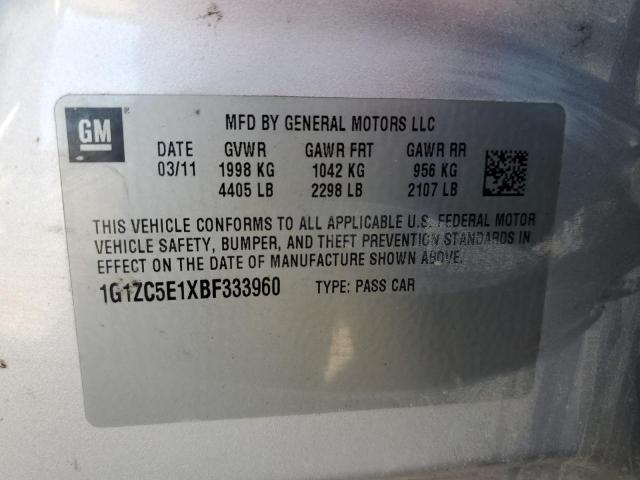 GM ®
MFD BY GENERAL MOTORS LLC
DATE GVWR GAWR FRT GAWR RR
03/11 1998 KG 1042 KG 956 KG
4405 LB 2298 LB 2107 LB
THIS VEHICLE CONFORMS TO ALL APPLICABLE U.S. FEDERAL MOTOR
VEHICLE SAFETY, BUMPER, AND THEFT PREVENTION STANDARDS IN
EFFECT ON THE DATE OF MANUFACTURE SHOWN ABOVE.
1G1ZC5E1XBF333960 TYPE: PASS CAR